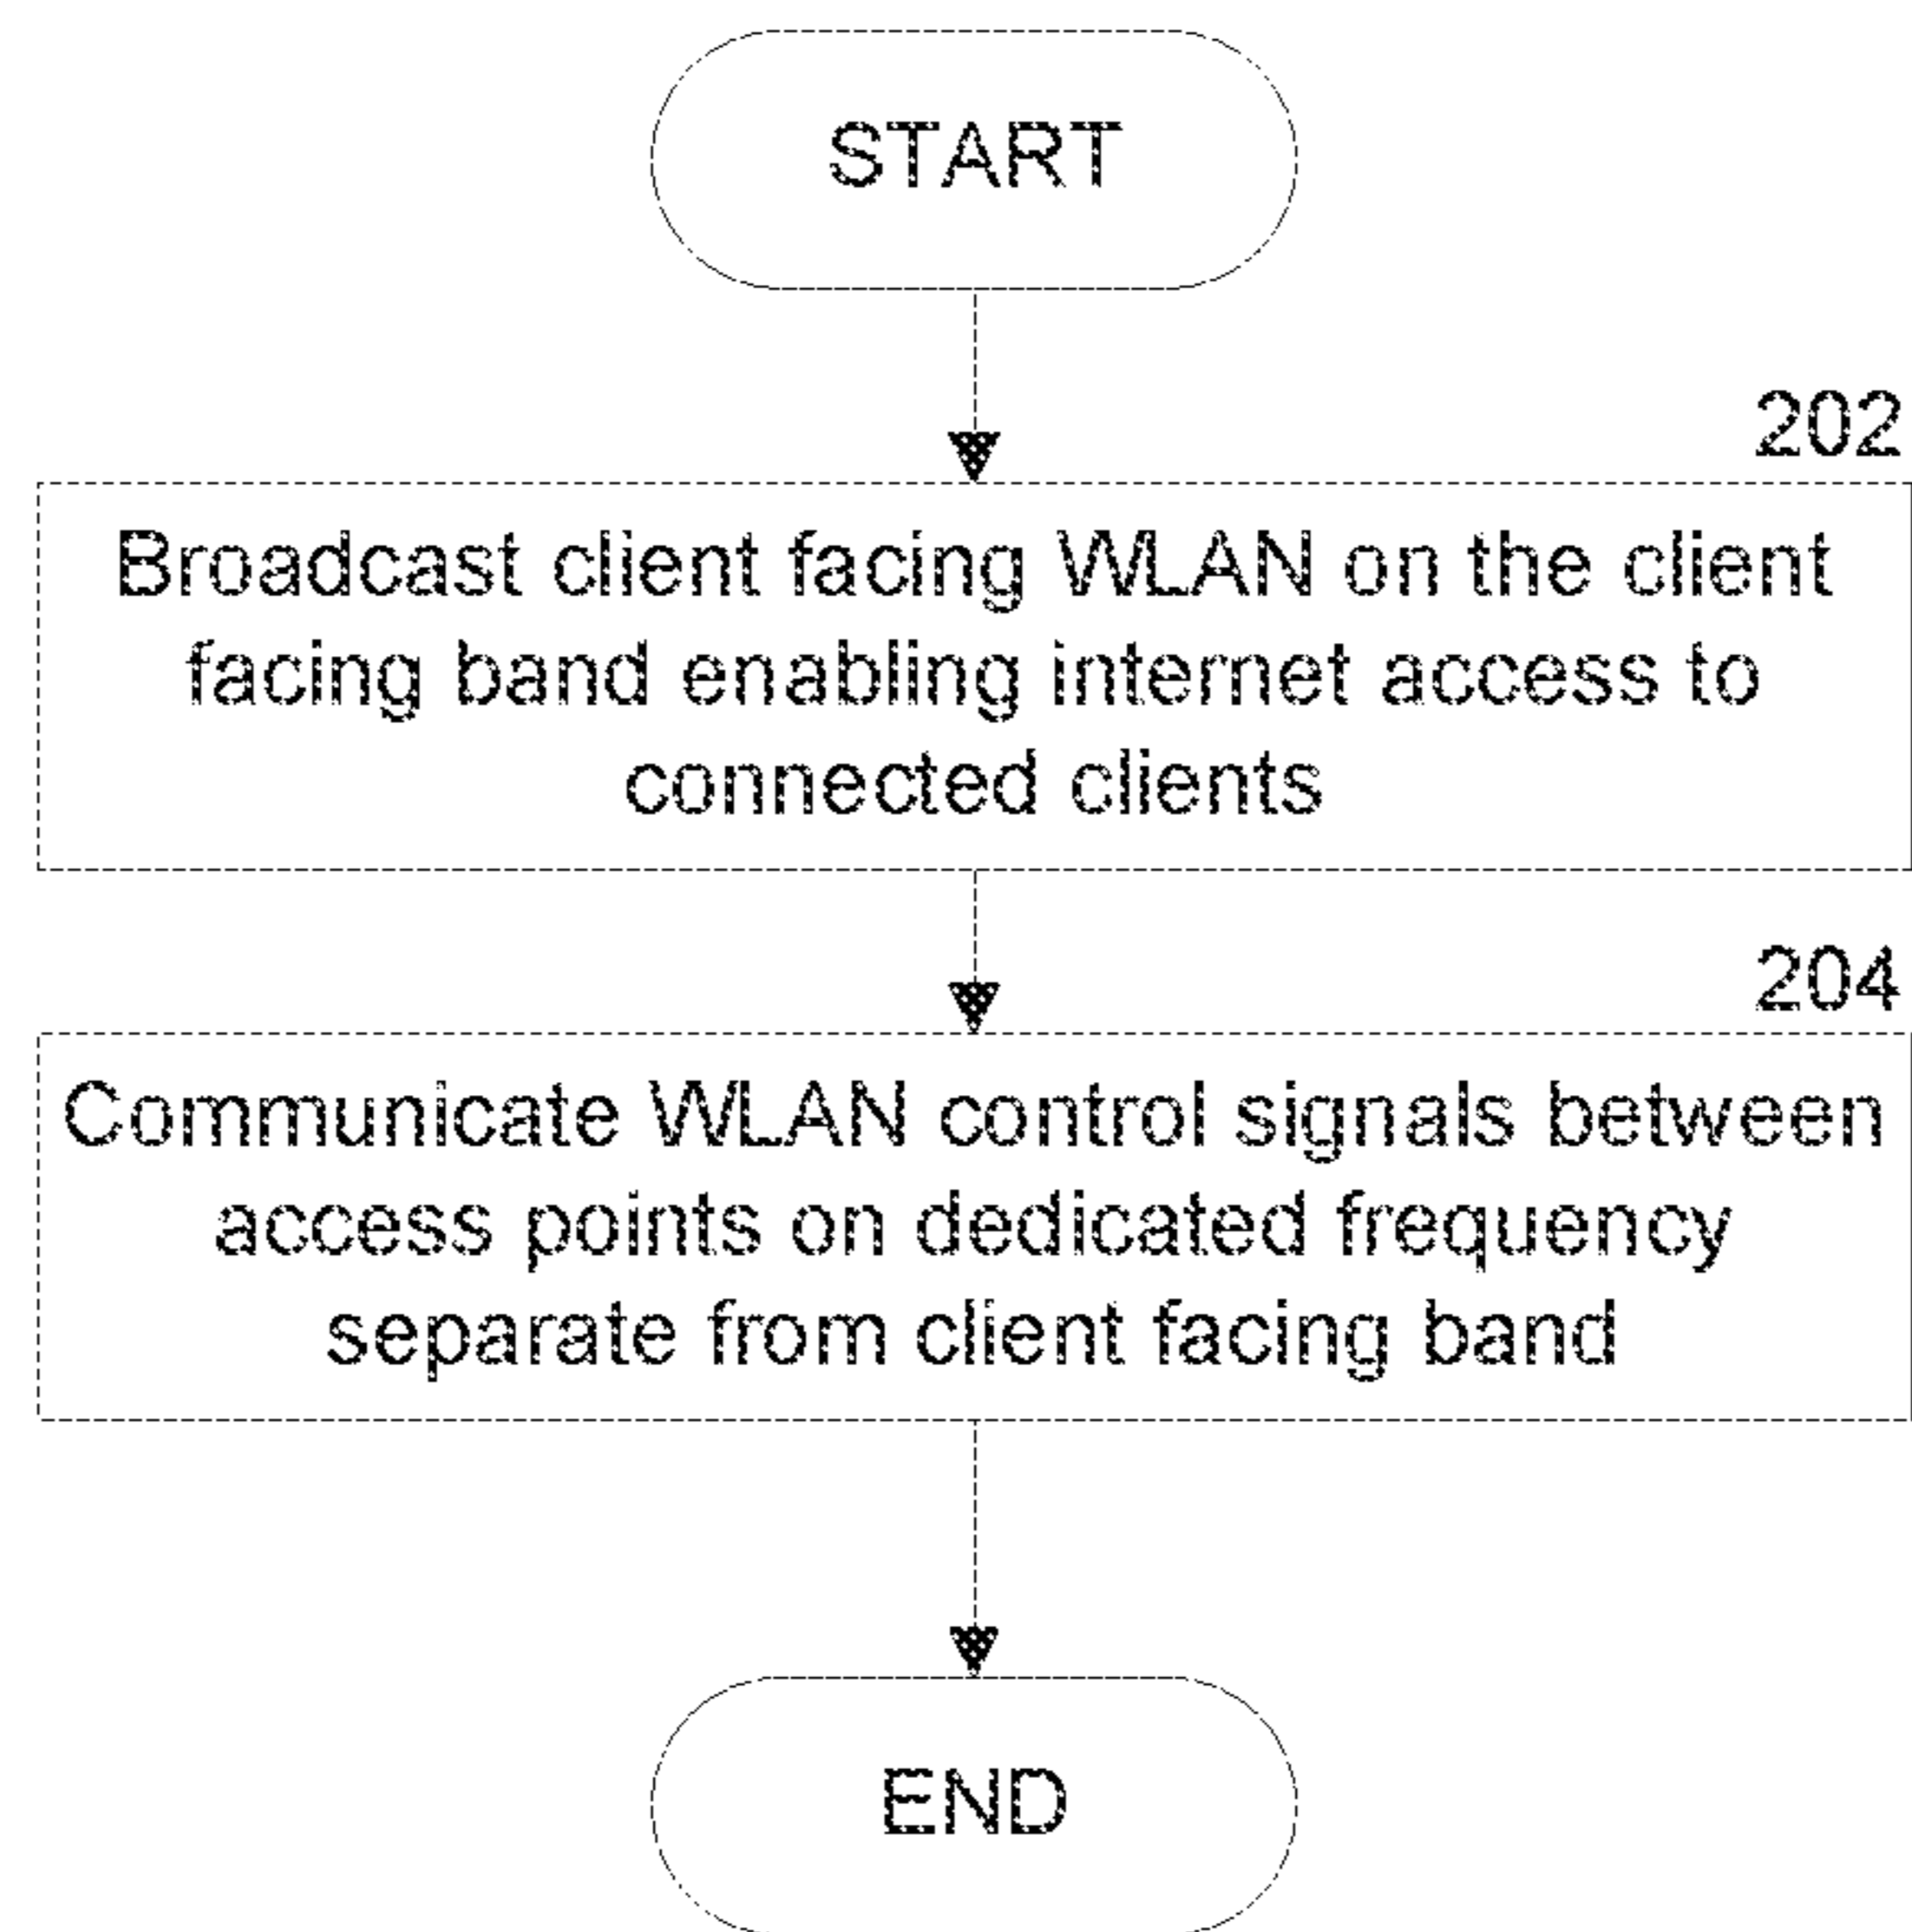 START
202
Broadcast client facing WLAN on the client
facing band enabling internet access to
connected clients
204
Communicate WLAN control signals between
access points on dedicated frequency
separate from client facing band
END